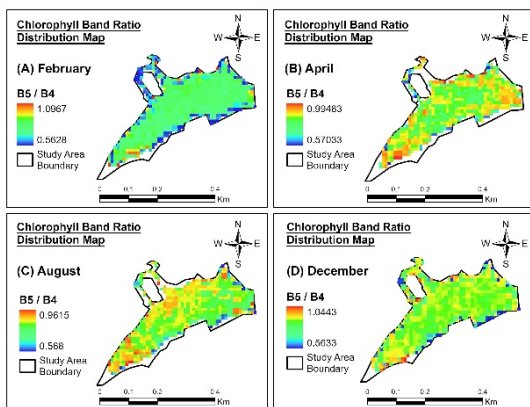 Chlorophyll Band Ratio
Distribution Map
N
W E
S
(A) February
B5 / B4
1.0967
0.5628
Study Area
Boundary
0 0.1 0.2 0.4
Km
Chlorophyll Band Ratio
Distribution Map
N
W E
S
(B) April
B5 / B4
0.99483
0.57033
Study Area
Boundary
0 0.1 0.2 0.4
Km
Chlorophyll Band Ratio
Distribution Map
N
W E
S
(C) August
B5 / B4
0.9615
0.568
Study Area
Boundary
0 0.1 0.2 0.4
Km
Chlorophyll Band Ratio
Distribution Map
N
W E
S
(D) December
B5 / B4
1.0443
0.5633
Study Area
Boundary
0 0.1 0.2 0.4
Km